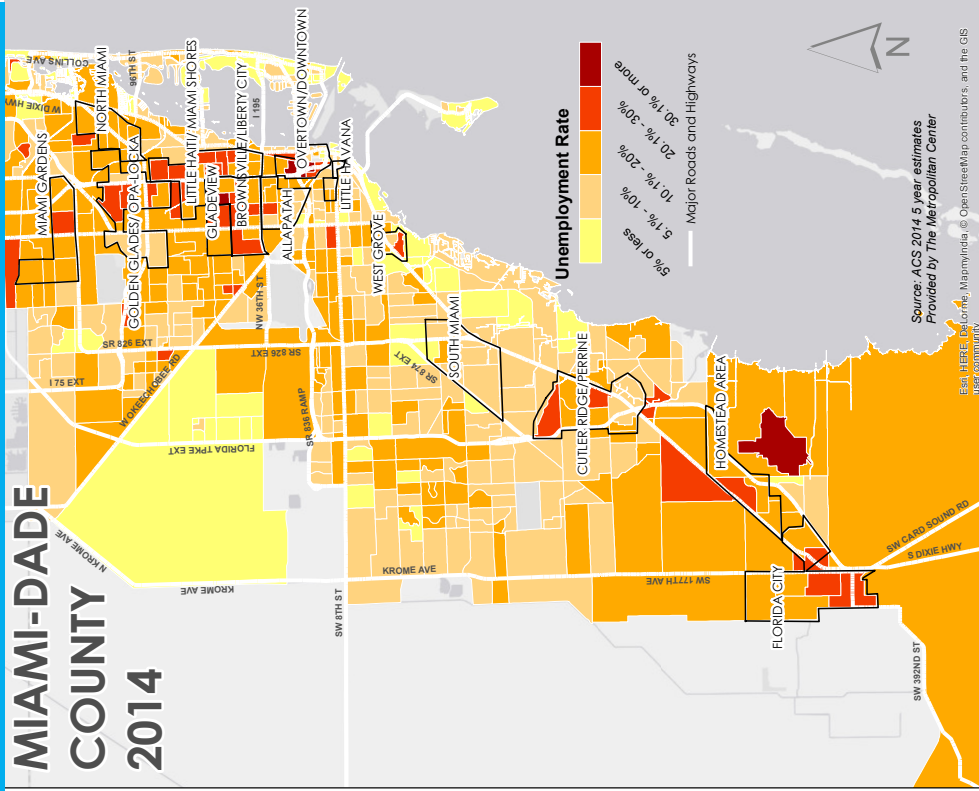 MIAMI-DADE
COUNTY
2014
COLLINS AVE
W DIXIE HWY
96TH ST
NORTH MIAMI
MIAMI GARDENS
GOLDEN GLADES/ OPA-LOCKA
LITTLE HAITI/ MIAMI SHORES
GLADEVIEW
BROWNSVILLE/LIBERTY CITY
I 195
OVERTOWN/DOWNTOWN
ALLAPATAH
LITTLE HAVANA
WEST GROVE
NW 36TH ST
SR 826 EXT
SR 826 EXT
I 75 EXT
W OKEECHOBEE RD
SR 874 EXT
SOUTH MIAMI
SR 836 RAMP
FLORIDA TPKE EXT
CUTLER-RIDGE/PERRINE
HOMESTEAD AREA
N KROME AVE
KROME AVE
KROME AVE
SW 177TH AVE
SW 8TH ST
FLORIDA CITY
SW CARD SOUND RD
S DIXIE HWY
SW 392ND ST
Unemployment Rate
5% or less
5.1% - 10%
10.1% - 20%
20.1% - 30%
30.1% or more
Major Roads and Highways
N
Source: ACS 2014 5 year estimates
Provided by The Metropolitan Center
Esri, HERE, DeLorme, MapmyIndia, © OpenStreetMap contributors, and the GIS
user community